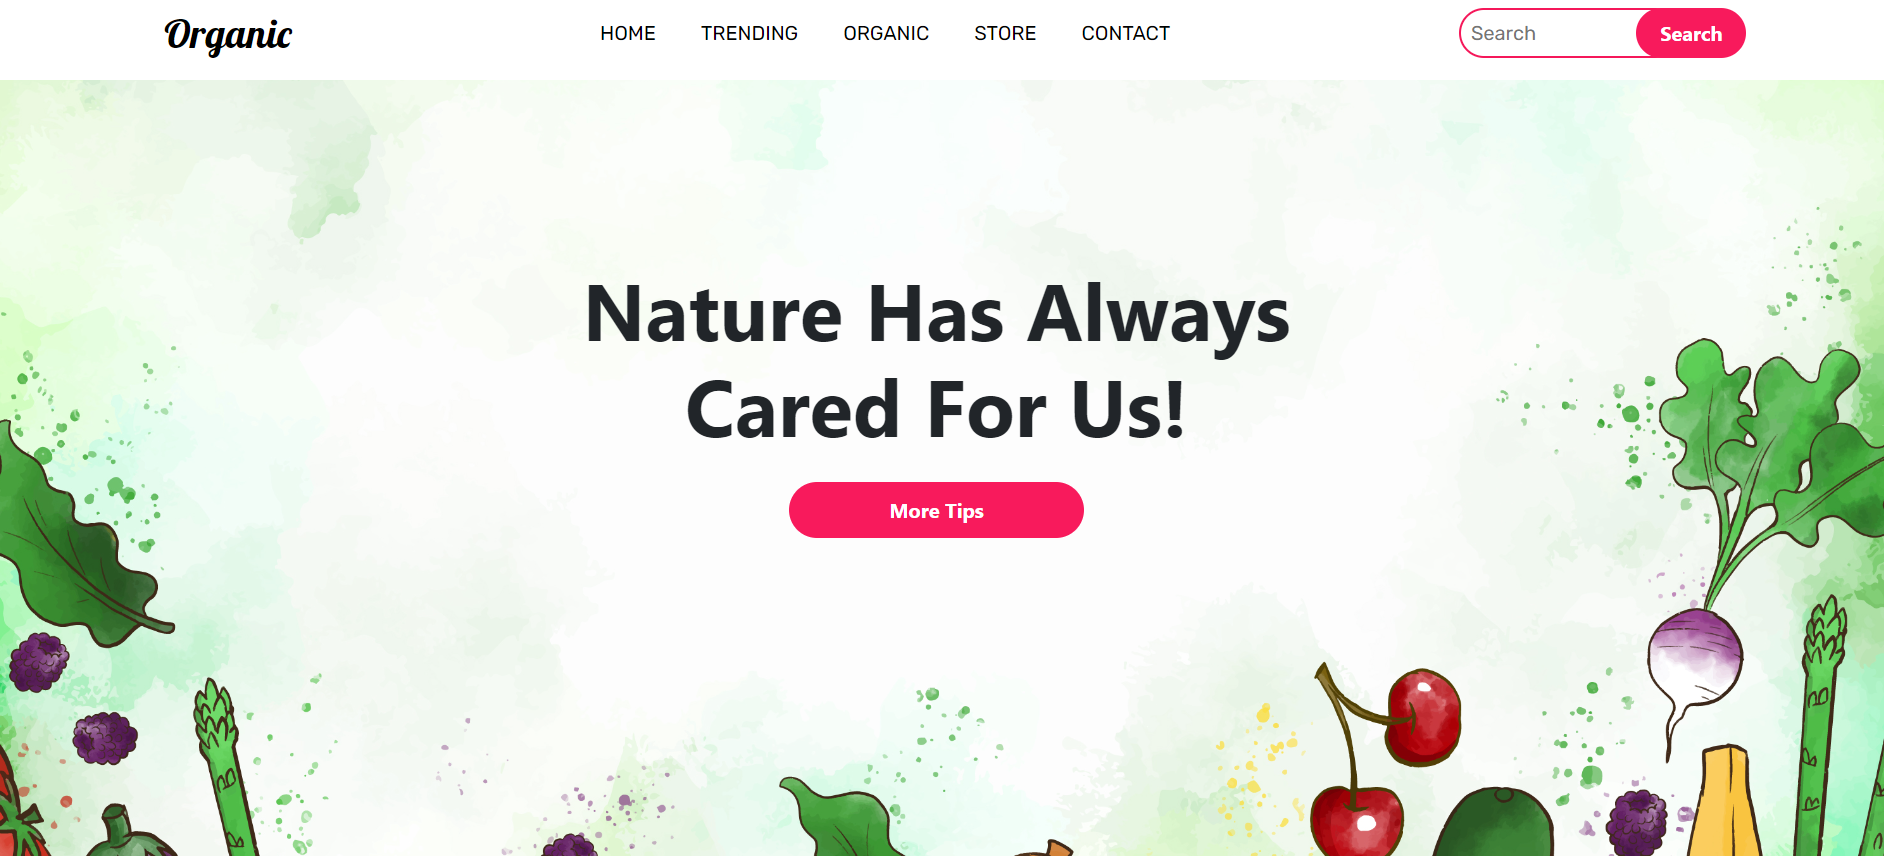 Organic
HOME TRENDING ORGANIC STORE CONTACT
Search Search
Nature Has Always
Cared For Us!
More Tips